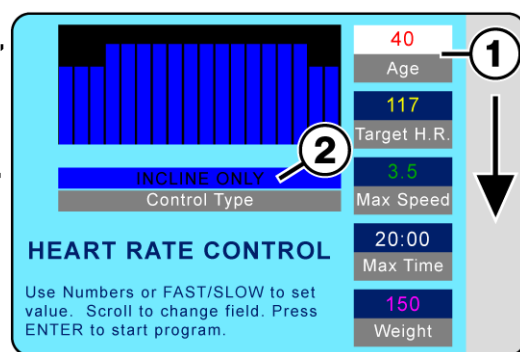 40
Age
1
117
Target H.R.
2
INCLINE ONLY
Control Type
3.5
Max Speed
HEART RATE CONTROL
20:00
Max Time
Use Numbers or FAST/SLOW to set
value. Scroll to change field. Press
ENTER to start program.
150
Weight